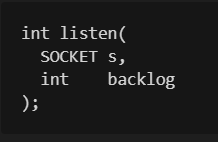 int listen(
  SOCKET s,
  int    backlog
);